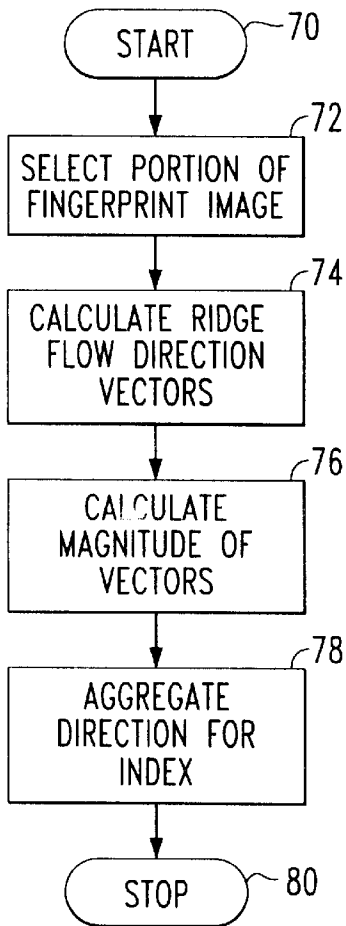 START
70
72
SELECT PORTION OF
FINGERPRINT IMAGE
74
CALCULATE RIDGE
FLOW DIRECTION
VECTORS
76
CALCULATE
MAGNITUDE OF
VECTORS
78
AGGREGATE
DIRECTION FOR
INDEX
STOP
80